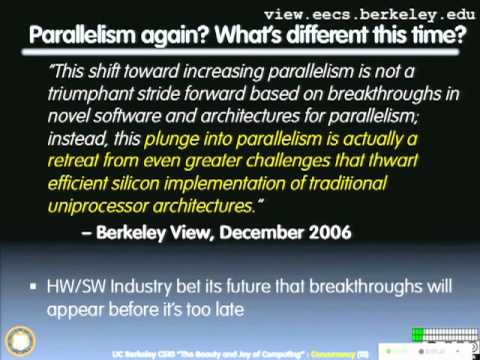 view.eecs.berkeley.edu
Parallelism again? What's different this time?
"This shift toward increasing parallelism is not a
triumphant stride forward based on breakthroughs in
novel software and architectures for parallelism;
instead, this plunge into parallelism is actually a
retreat from even greater challenges that thwart
efficient silicon implementation of traditional
uniprocessor architectures."
– Berkeley View, December 2006
▪ HW/SW Industry bet its future that breakthroughs will
appear before it's too late
UC Berkeley CS10 "The Beauty and Joy of Computing" : Concurrency